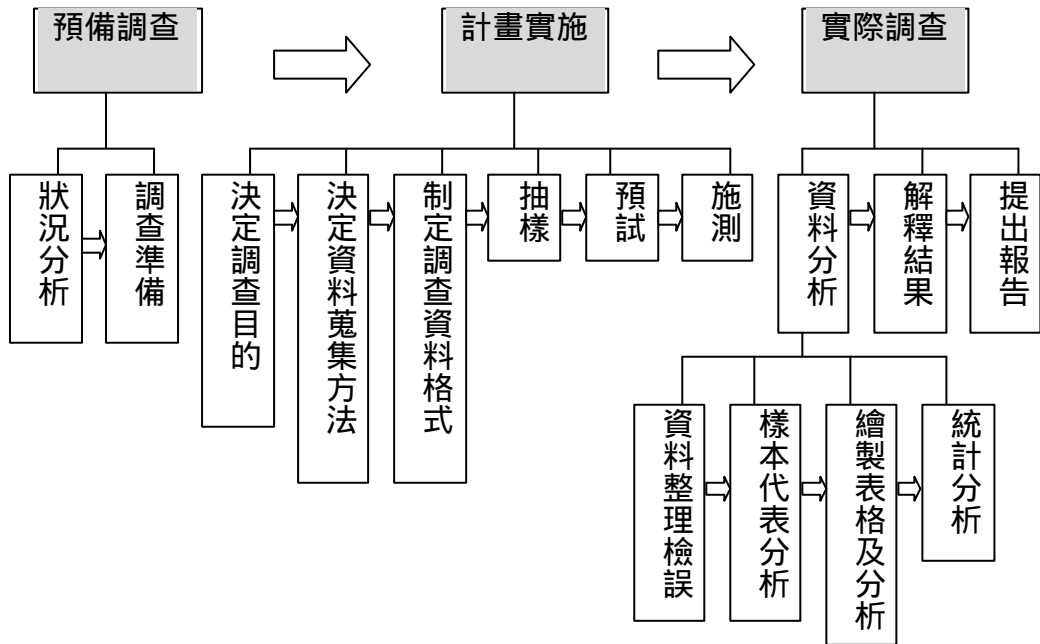 預備調查
計畫實施
實際調查
狀況分析
調查準備
決定調查目的
決定資料蒐集方法
制定調查資料格式
抽樣
預試
施測
資料分析
解釋結果
提出報告
資料整理檢誤
樣本代表分析
繪製表格及分析
統計分析